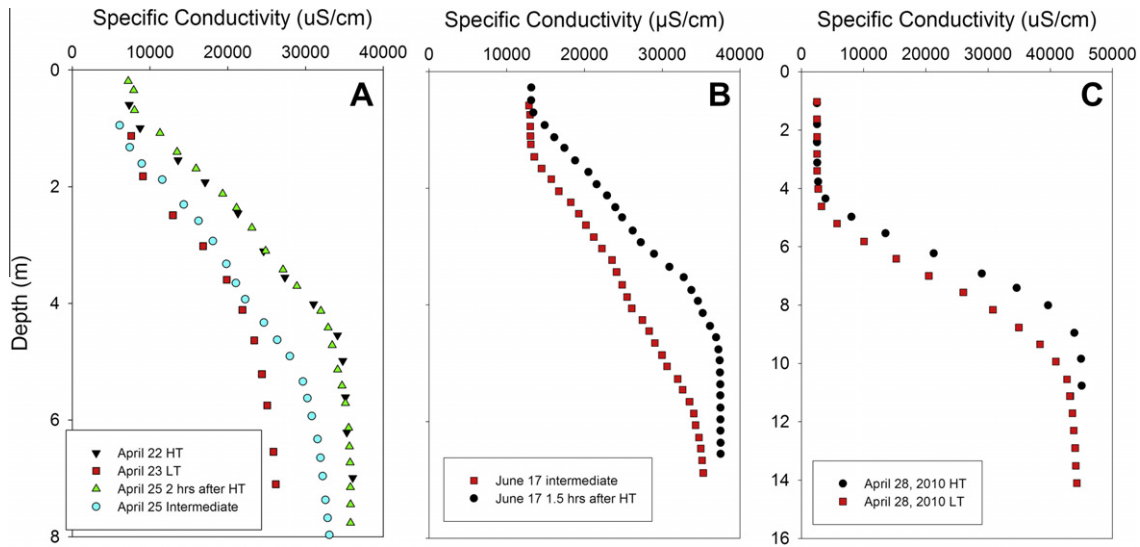 Specific Conductivity (uS/cm)
0 10000 20000 30000 40000
A
Depth (m)
0
2
4
6
8
April 22 HT
April 23 LT
April 25 2 hrs after HT
April 25 Intermediate
Specific Conductivity (µS/cm)
0 10000 20000 30000 40000
B
June 17 intermediate
June 17 1.5 hrs after HT
Specific Conductivity (uS/cm)
0 10000 20000 30000 40000 50000
C
0
2
4
6
8
10
12
14
16
April 28, 2010 HT
April 28, 2010 LT